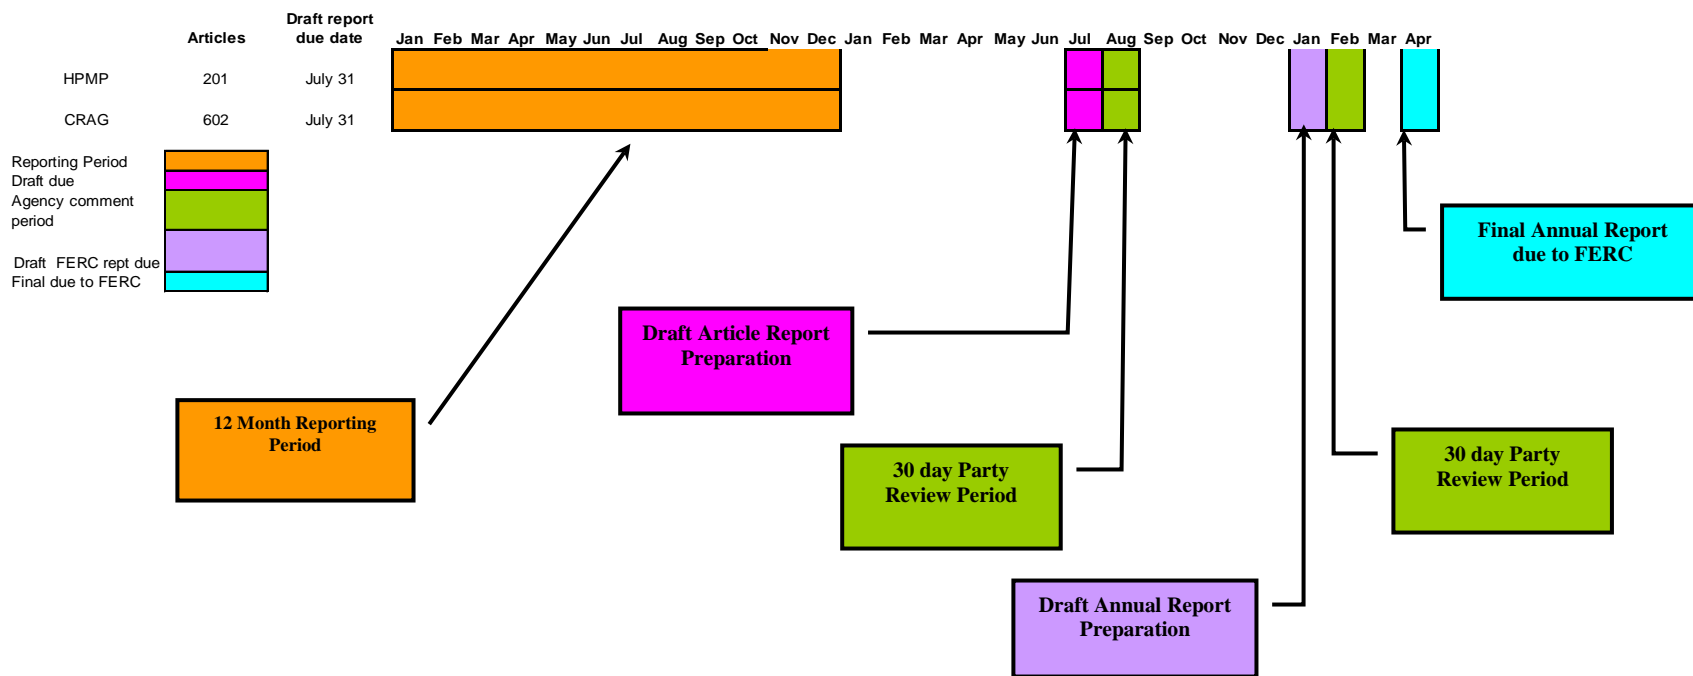 Draft report
Articles due date Jan Feb Mar Apr May Jun Jul Aug Sep Oct Nov Dec Jan Feb Mar Apr May Jun Jul Aug Sep Oct Nov Dec Jan Feb Mar Apr
HPMP 201 July 31
CRAG 602 July 31
Reporting Period
Draft due
Agency comment
period
Draft FERC rept due
Final due to FERC
Final Annual Report
due to FERC
Draft Article Report
Preparation
12 Month Reporting
Period
30 day Party
Review Period
30 day Party
Review Period
Draft Annual Report
Preparation